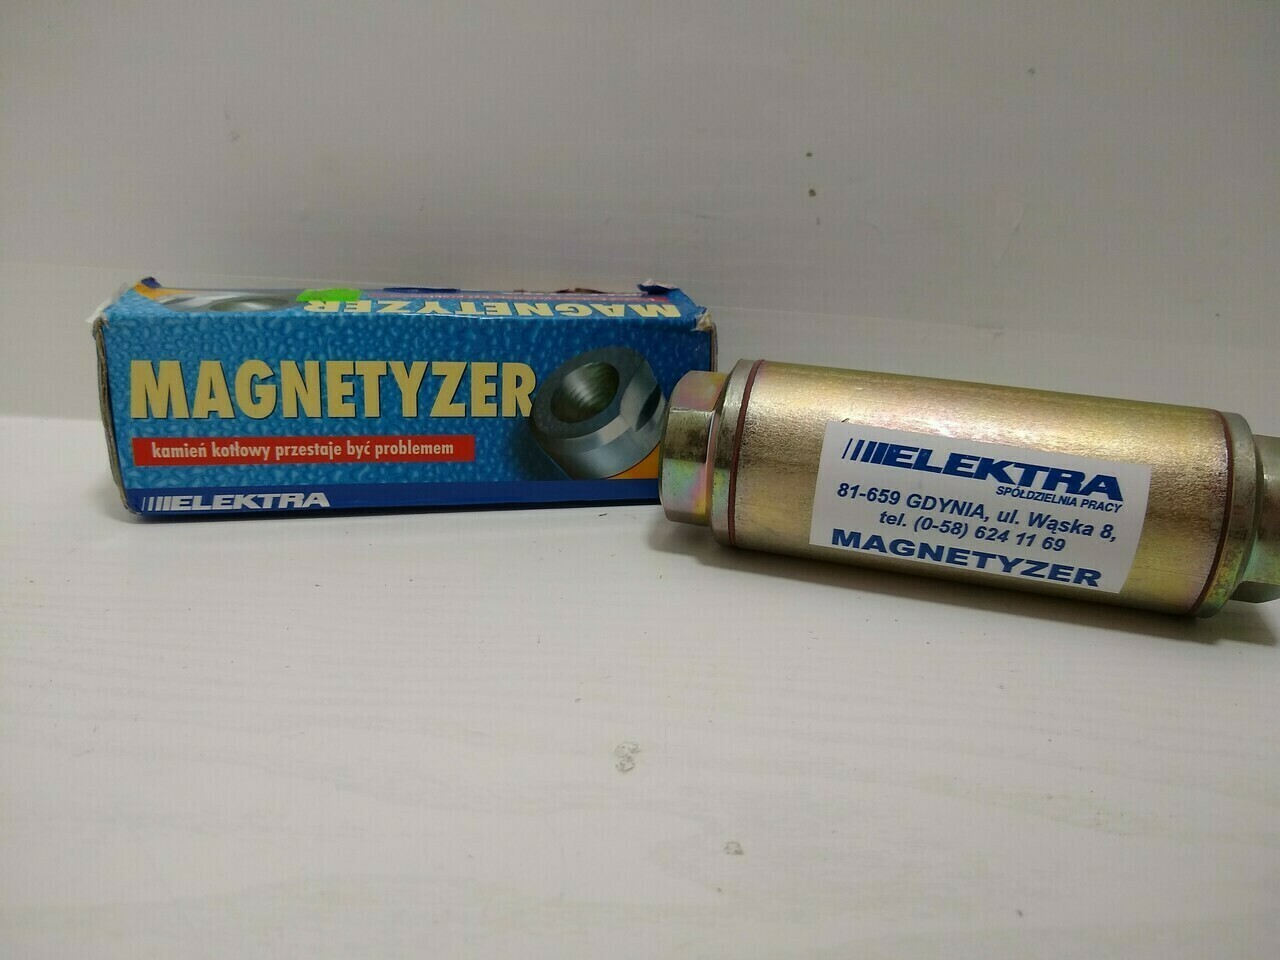 MAGNETYZER
MAGNETYZER
kamień kotłowy przestaje być problemem
ELEKTRA
ELEKTRA
SPÓŁDZIELNIA PRACY
81-659 GDYNIA, ul. Wąska 8,
tel. (0-58) 624 11 69
MAGNETYZER